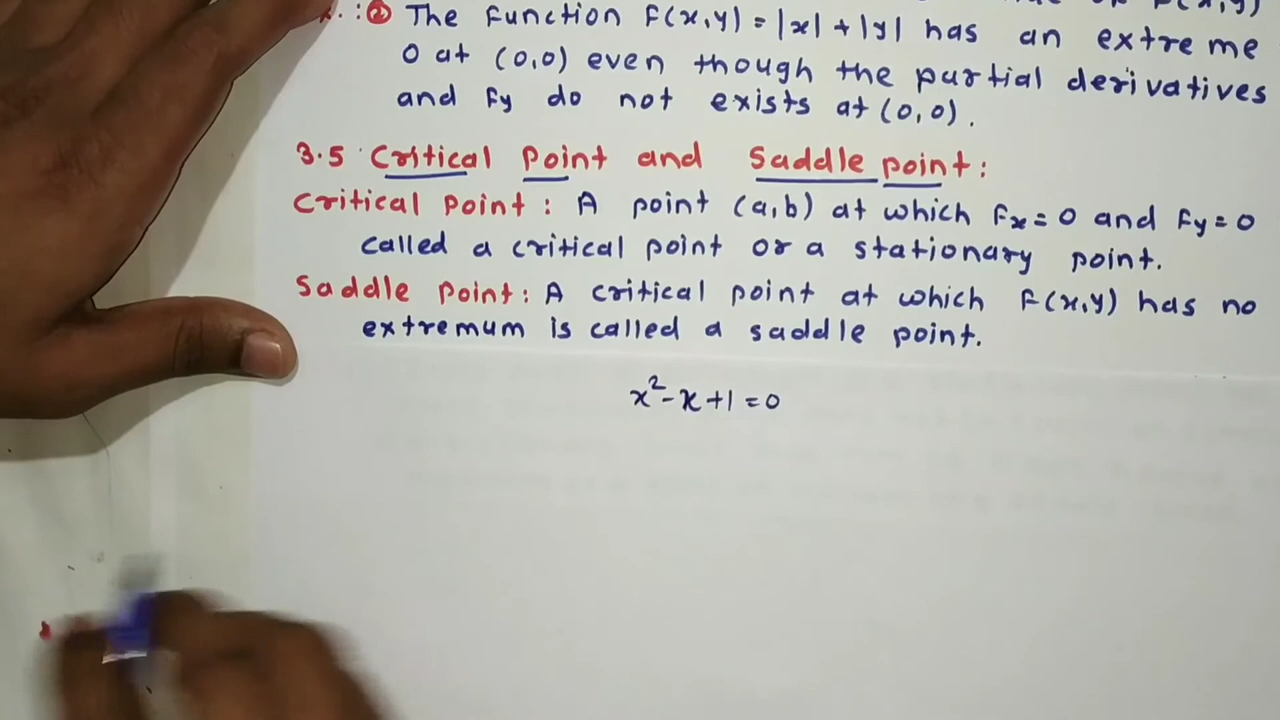 : ② The function f(x,y) = |x| + |y| has an extreme
0 at (0,0) even though the partial derivatives
and fy do not exists at (0,0).
3.5 Critical Point and Saddle point:
Critical Point: A point (a,b) at which fx = 0 and fy = 0
called a critical point or a stationary point.
Saddle Point: A critical point at which f(x,y) has no
extremum is called a saddle point.
x² - x + 1 = 0